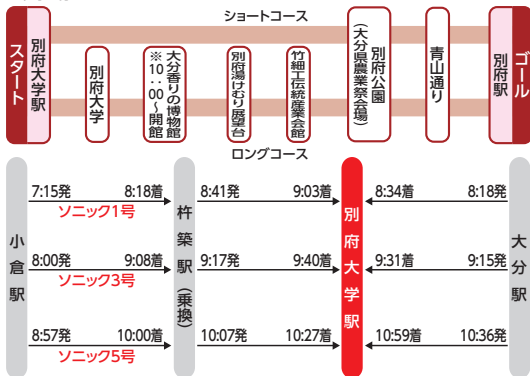 ショートコース
スタート
別府大学駅
別府大学
大分香りの博物館
※10:00〜開館
別府湯けむり展望台
竹細工伝統産業会館
別府公園
(大分県農業祭会場)
青山通り
別府駅
ゴール
ロングコース
小倉駅
杵築駅(乗換)
別府大学駅
大分駅
7:15発 8:18着 8:41発 9:03着 8:34着 8:18発
ソニック1号
8:00発 9:08着 9:17発 9:40着 9:31着 9:15発
ソニック3号
8:57発 10:00着 10:07発 10:27着 10:59着 10:36発
ソニック5号